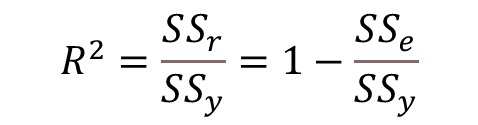 R² = SSᵣ/SSᵧ = 1 − SSₑ/SSᵧ